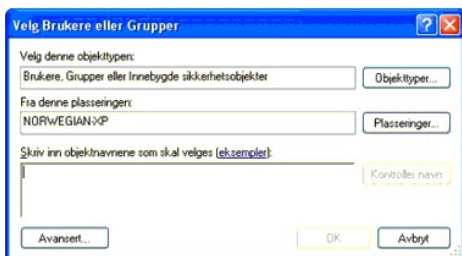 Velg Brukere eller Grupper
Velg denne objekttypen:
Brukere, Grupper eller Innebygde sikkerhetsobjekter
Objekttyper...
Fra denne plasseringen:
NORWEGIAN-XP
Plasseringer...
Skriv inn objektnavnene som skal velges (eksempler):
Kontroller navn
Avansert...
OK
Avbryt